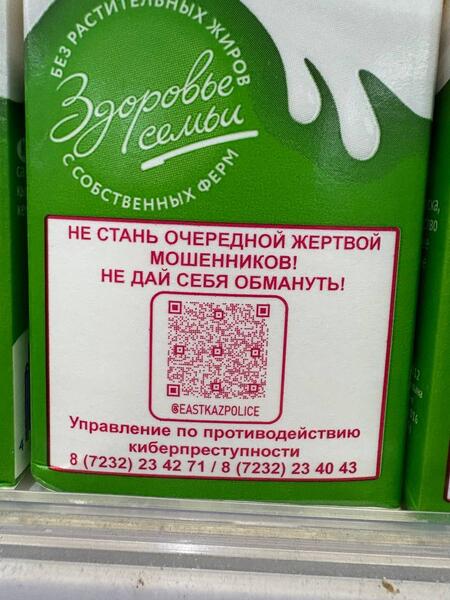 БЕЗ РАСТИТЕЛЬНЫХ ЖИРОВ
Здоровье
семьи
С СОБСТВЕННЫХ ФЕРМ
НЕ СТАНЬ ОЧЕРЕДНОЙ ЖЕРТВОЙ
МОШЕННИКОВ!
НЕ ДАЙ СЕБЯ ОБМАНУТЬ!
@EASTKAZPOLICE
Управление по противодействию
киберпреступности
8 (7232) 23 42 71 / 8 (7232) 23 40 43